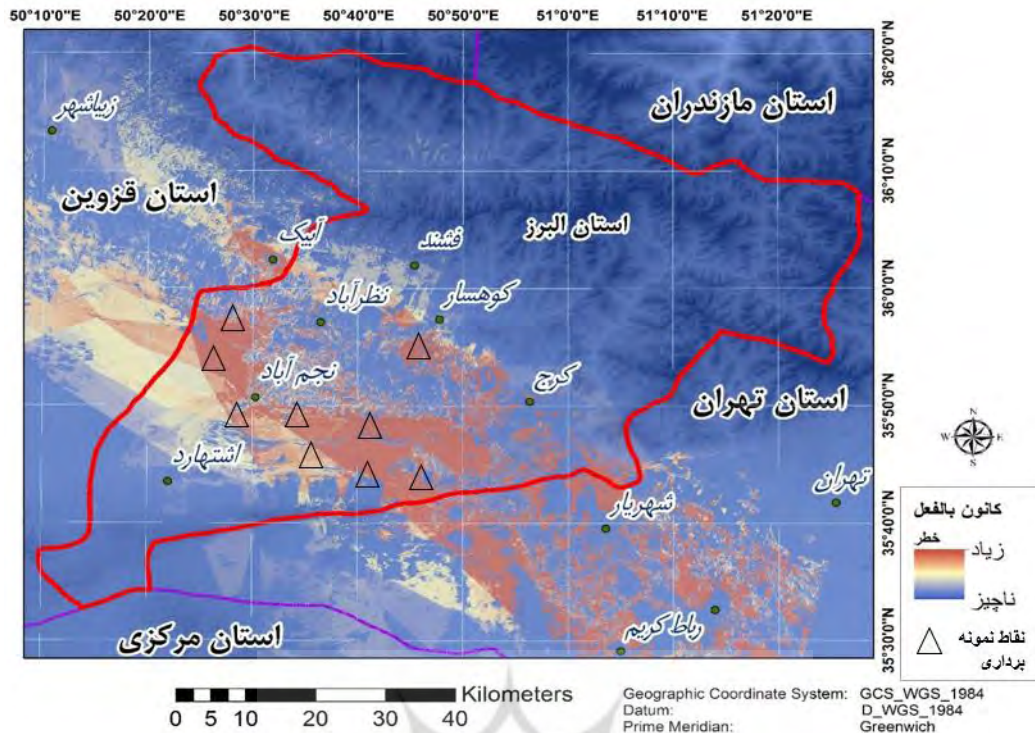 50°20'0"E 50°30'0"E 50°40'0"E 50°50'0"E 51°0'0"E 51°10'0"E 51°20'0"E
36°20'0"N
استان مازندران
زیباشهر
36°10'0"N
استان قزوین
استان البرز
آبیک
فشند
36°0'0"N
نظرآباد
کوهسار
کرج
نجم آباد
35°50'0"N
استان تهران
اشتهارد
تهران
شهریار
35°40'0"N
رباط کریم
استان مرکزی
35°30'0"N
N
W E
S
کانون بالفعل
خطر
زیاد
ناچیز
نقاط نمونه
برداری
Kilometers
0 5 10 20 30 40
Geographic Coordinate System: GCS_WGS_1984
Datum: D_WGS_1984
Prime Meridian: Greenwich